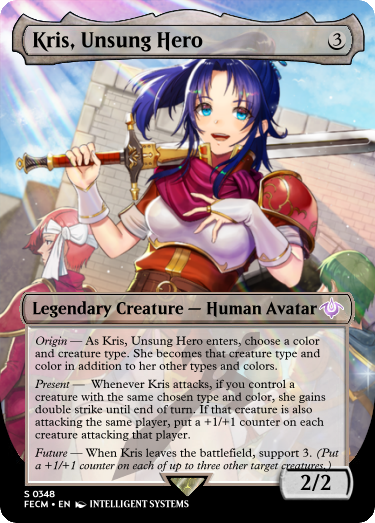 Kris, Unsung Hero 3
Legendary Creature — Human Avatar
Origin — As Kris, Unsung Hero enters, choose a color
and creature type. She becomes that creature type and
color in addition to her other types and colors.
Present — Whenever Kris attacks, if you control a
creature with the same chosen type and color, she gains
double strike until end of turn. If that creature is also
attacking the same player, put a +1/+1 counter on each
creature attacking that player.
Future — When Kris leaves the battlefield, support 3. (Put
a +1/+1 counter on each of up to three other target creatures.)
2/2
S 0348
FECM • EN INTELLIGENT SYSTEMS